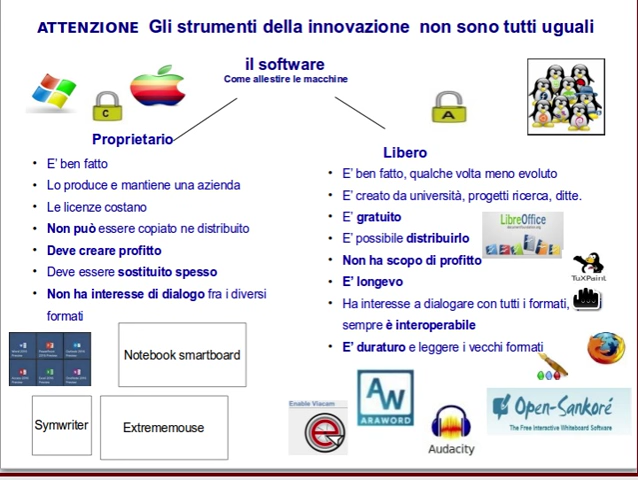 ATTENZIONE Gli strumenti della innovazione non sono tutti uguali
il software
Come allestire le macchine
C
A
Proprietario
• E' ben fatto
• Lo produce e mantiene una azienda
• Le licenze costano
• Non può essere copiato ne distribuito
• Deve creare profitto
• Deve essere sostituito spesso
• Non ha interesse di dialogo fra i diversi
formati
Notebook smartboard
Symwriter
Extrememouse
Libero
• E' ben fatto, qualche volta meno evoluto
• E' creato da università, progetti ricerca, ditte.
• E' gratuito
• E' possibile distribuirlo
• Non ha scopo di profitto
• E' longevo
• Ha interesse a dialogare con tutti i formati,
sempre è interoperabile
• E' duraturo e leggere i vecchi formati
LibreOffice
TuxPaint
Enable Viacam
AW
ARAWORD
Audacity
Open-Sankoré
The Free Interactive Whiteboard Software